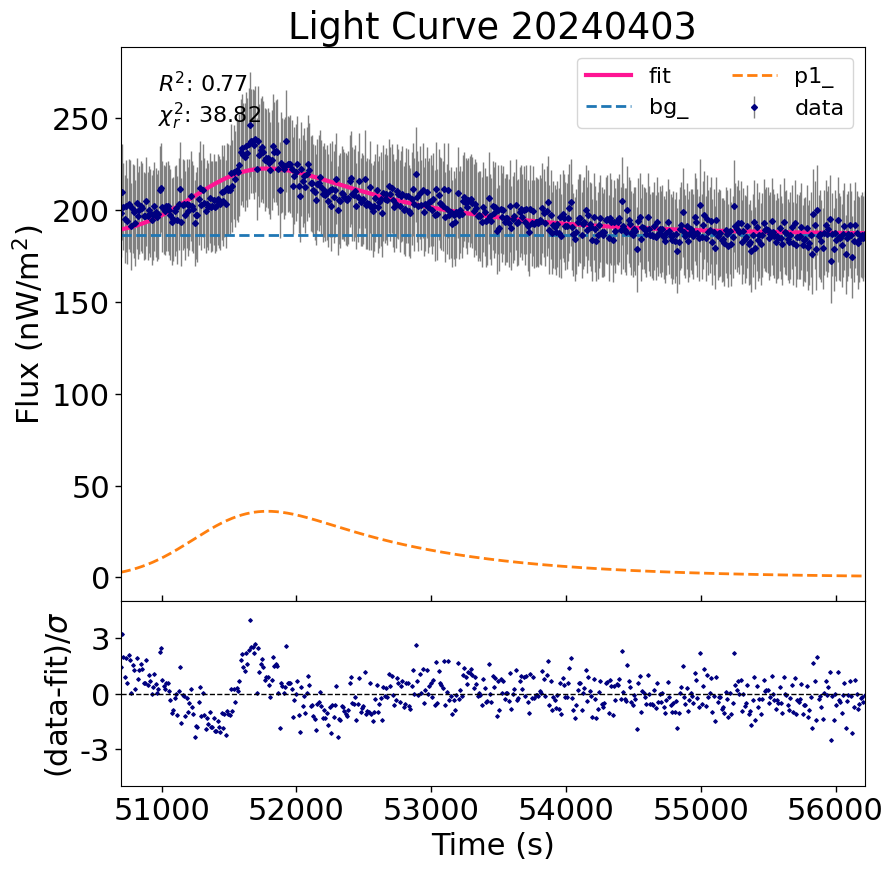 Light Curve 20240403
R²: 0.77
χ²ᵣ: 38.82
fit
bg_
p1_
data
Flux (nW/m²)
250
200
150
100
50
0
(data-fit)/σ
3
0
-3
51000 52000 53000 54000 55000 56000
Time (s)